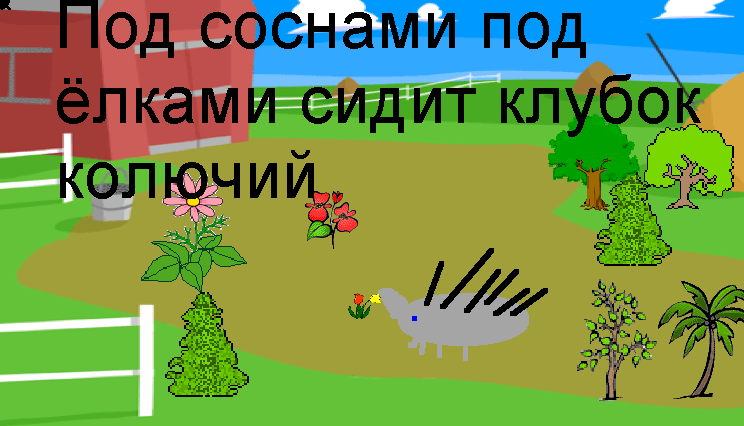 Под соснами под
ёлками сидит клубок
колючий